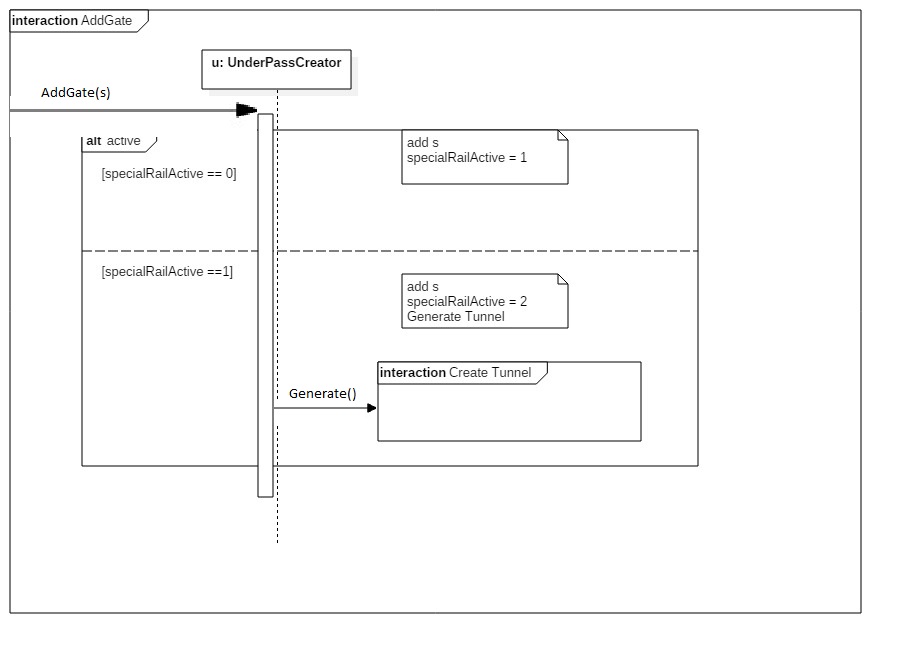 interaction AddGate
u: UnderPassCreator
AddGate(s)
alt active
add s
specialRailActive = 1
[specialRailActive == 0]
[specialRailActive ==1]
add s
specialRailActive = 2
Generate Tunnel
interaction Create Tunnel
Generate()